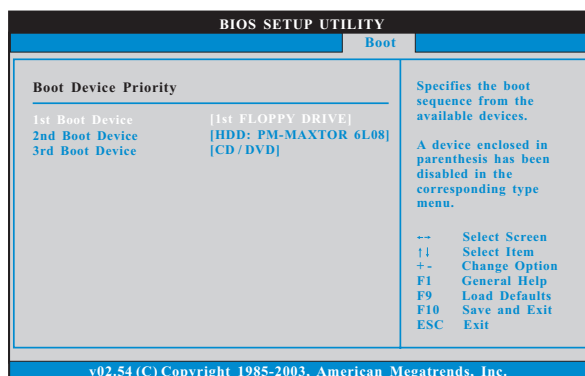 BIOS SETUP UTILITY
Boot
Boot Device Priority
1st Boot Device [1st FLOPPY DRIVE]
2nd Boot Device [HDD: PM-MAXTOR 6L08]
3rd Boot Device [CD / DVD]
Specifies the boot
sequence from the
available devices.
A device enclosed in
parenthesis has been
disabled in the
corresponding type
menu.
←→ Select Screen
↑↓ Select Item
+ - Change Option
F1 General Help
F9 Load Defaults
F10 Save and Exit
ESC Exit
v02.54 (C) Copyright 1985-2003, American Megatrends, Inc.